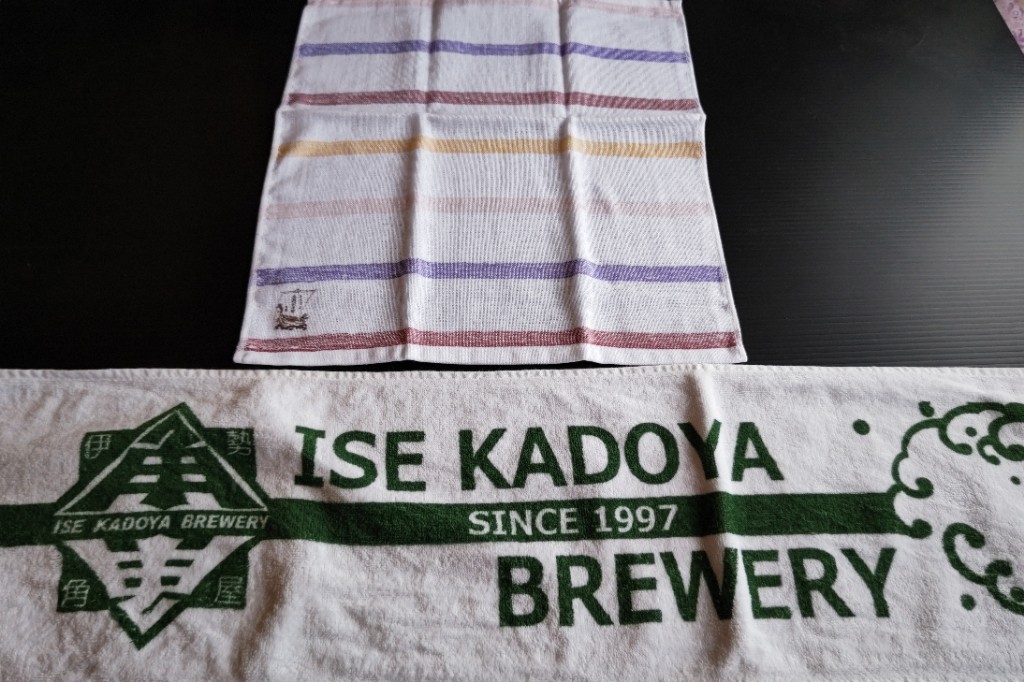 伊勢
ISE KADOYA BREWERY
角屋
ISE KADOYA
SINCE 1997
BREWERY